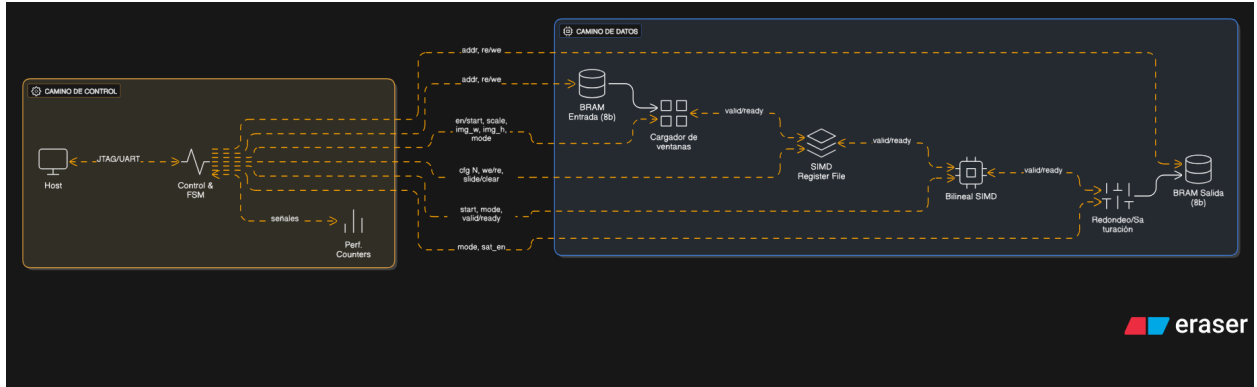 CAMINO DE DATOS
addr, re/we
addr, re/we
BRAM
Entrada (8b)
CAMINO DE CONTROL
en/start, scale,
img_w, img_h,
mode
valid/ready
Cargador de
ventanas
valid/ready
JTAG/UART
Host
Control &
FSM
cfg N, we/re,
slide/clear
SIMD
Register File
valid/ready
Bilineal SIMD
BRAM Salida
(8b)
start, mode,
valid/ready
señales
Redondeo/Sa
turación
mode, sat_en
Perf.
Counters
eraser